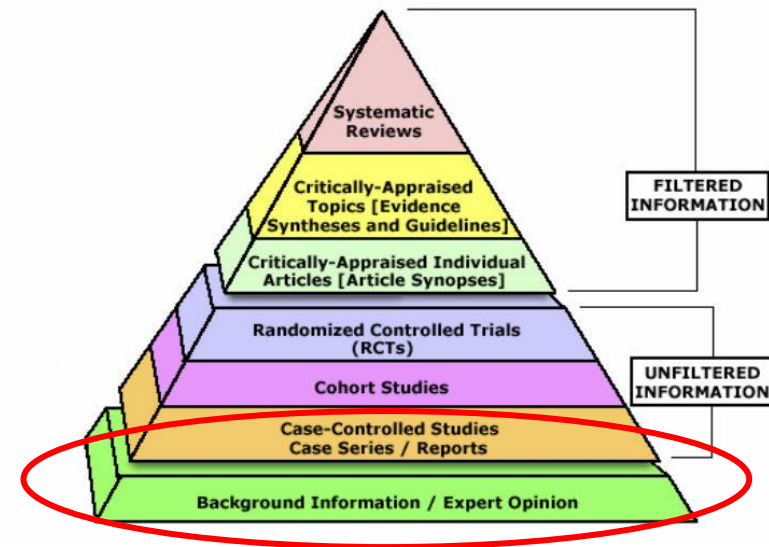 Systematic
Reviews
Critically-Appraised
Topics [Evidence
Syntheses and Guidelines]
FILTERED
INFORMATION
Critically-Appraised Individual
Articles [Article Synopses]
Randomized Controlled Trials
(RCTs)
UNFILTERED
INFORMATION
Cohort Studies
Case-Controlled Studies
Case Series / Reports
Background Information / Expert Opinion